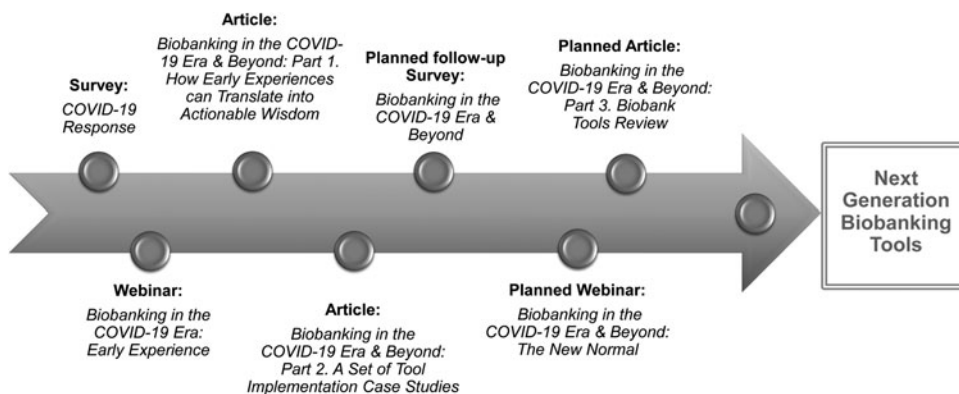 Survey:
COVID-19
Response
Article:
Biobanking in the COVID-
19 Era & Beyond: Part 1.
How Early Experiences
can Translate into
Actionable Wisdom
Planned follow-up
Survey:
Biobanking in the
COVID-19 Era &
Beyond
Planned Article:
Biobanking in the
COVID-19 Era & Beyond:
Part 3. Biobank
Tools Review
Next
Generation
Biobanking
Tools
Webinar:
Biobanking in the
COVID-19 Era:
Early Experience
Article:
Biobanking in the
COVID-19 Era & Beyond:
Part 2. A Set of Tool
Implementation Case Studies
Planned Webinar:
Biobanking in the
COVID-19 Era & Beyond:
The New Normal